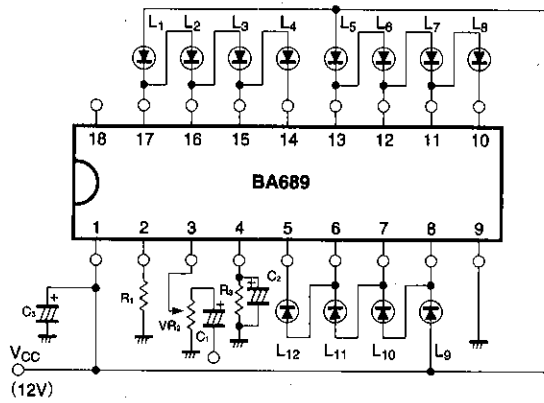 L1 L2 L3 L4 L5 L6 L7 L8
18 17 16 15 14 13 12 11 10
BA689
1 2 3 4 5 6 7 8 9
C3 + R1 VR2 + C1 R3 + C2
L12 L11 L10 L9
VCC
(12V)